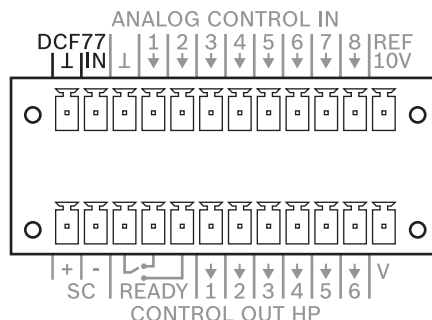 ANALOG CONTROL IN
DCF77 1 2 3 4 5 6 7 8 REF
⊥ IN ⊥ 10V
+ - V
SC READY 1 2 3 4 5 6
CONTROL OUT HP